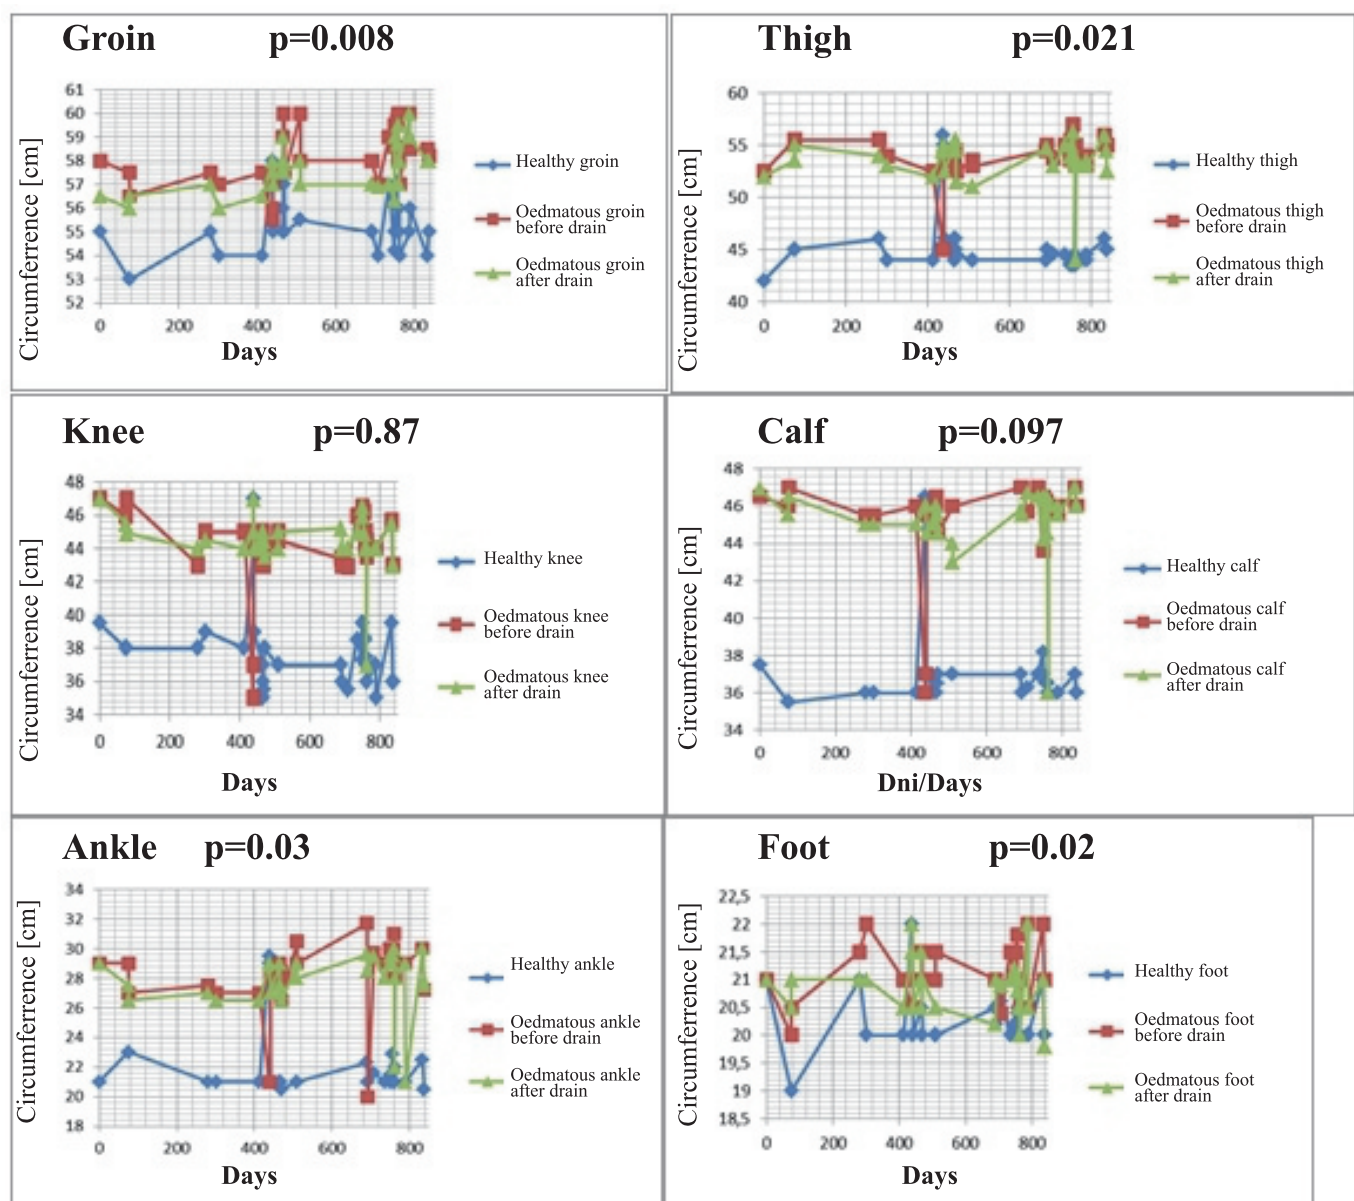 Groin p=0.008
61
60
59
58
57
56
55
54
53
52
0 200 400 600 800
Circumferrence [cm]
Days
Healthy groin
Oedmatous groin
before drain
Oedmatous groin
after drain
Thigh p=0.021
60
55
50
45
40
0 200 400 600 800
Circumferrence [cm]
Days
Healthy thigh
Oedmatous thigh
before drain
Oedmatous thigh
after drain
Knee p=0.87
48
46
44
42
40
38
36
34
0 200 400 600 800
Circumferrence [cm]
Days
Healthy knee
Oedmatous knee
before drain
Oedmatous knee
after drain
Calf p=0.097
48
46
44
42
40
38
36
34
0 200 400 600 800
Circumferrence [cm]
Dni/Days
Healthy calf
Oedmatous calf
before drain
Oedmatous calf
after drain
Ankle p=0.03
34
32
30
28
26
24
22
20
18
0 200 400 600 800
Circumferrence [cm]
Days
Healthy ankle
Oedmatous ankle
before drain
Oedmatous ankle
after drain
Foot p=0.02
22,5
22
21,5
21
20,5
20
19,5
19
18,5
0 200 400 600 800
Circumferrence [cm]
Days
Healthy foot
Oedmatous foot
before drain
Oedmatous foot
after drain